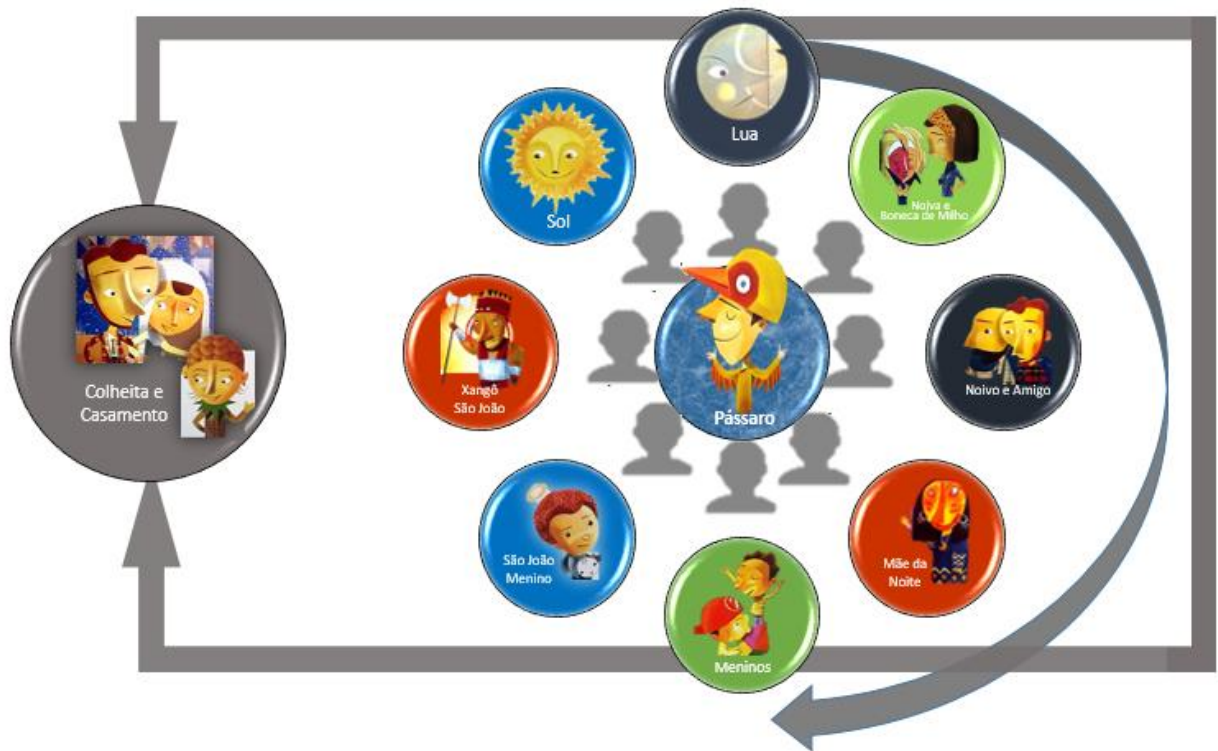 Lua
Sol
Noiva e
Boneca de Milho
Colheita e
Casamento
Xangô
São João
Pássaro
Noivo e Amigo
São João
Menino
Mãe da
Noite
Meninos